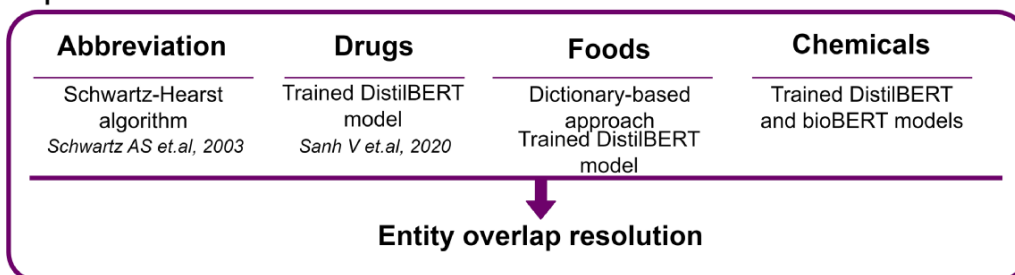 Abbreviation
Schwartz-Hearst
algorithm
Schwartz AS et.al, 2003
Drugs
Trained DistilBERT
model
Sanh V et.al, 2020
Foods
Dictionary-based
approach
Trained DistilBERT
model
Chemicals
Trained DistilBERT
and bioBERT models
Entity overlap resolution